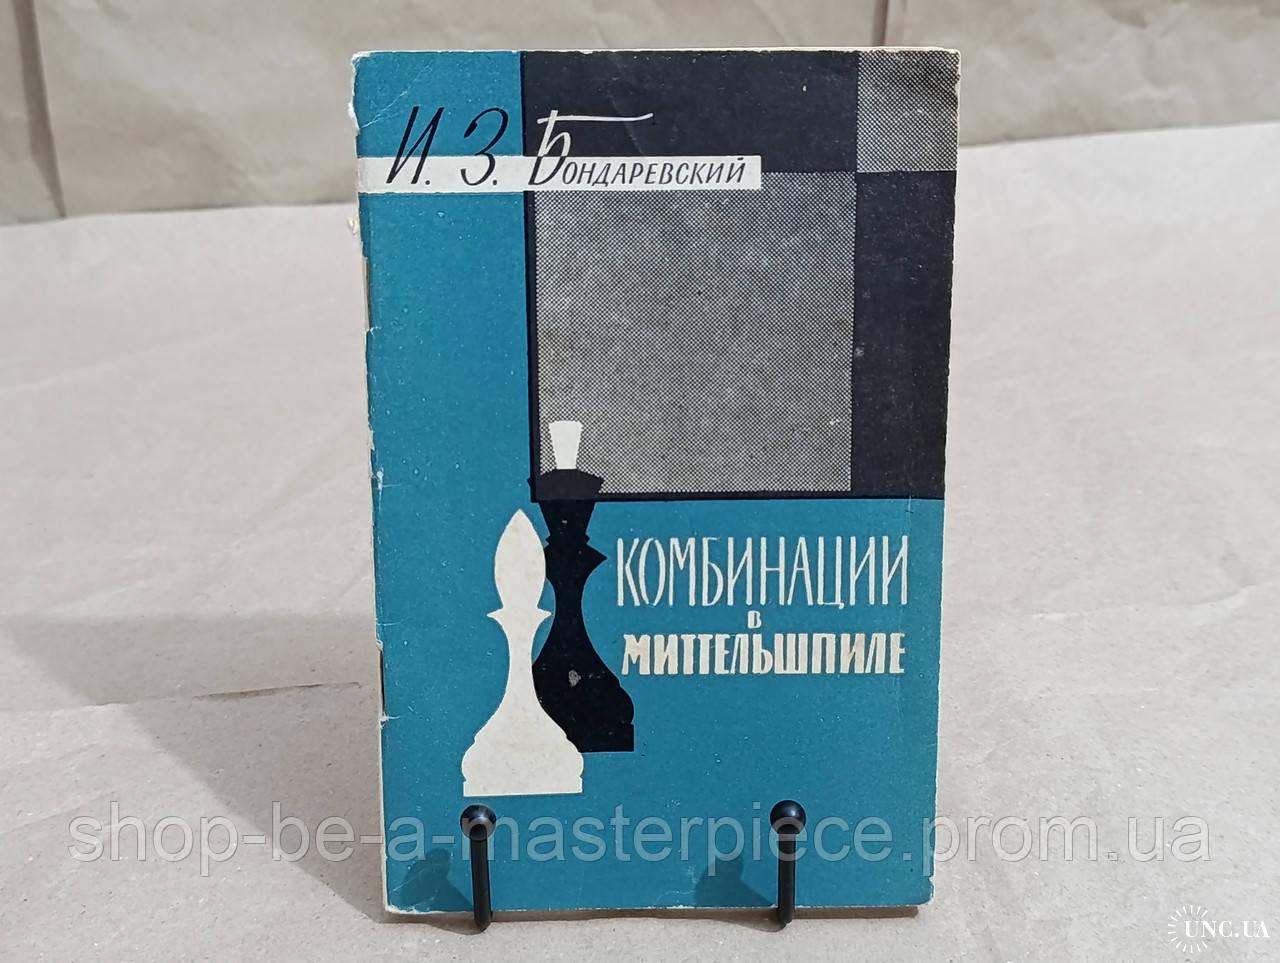 И. З. Бондаревский
Комбинации
в
миттельшпиле
shop-be-a-masterpiece.prom.ua
UNC.UA